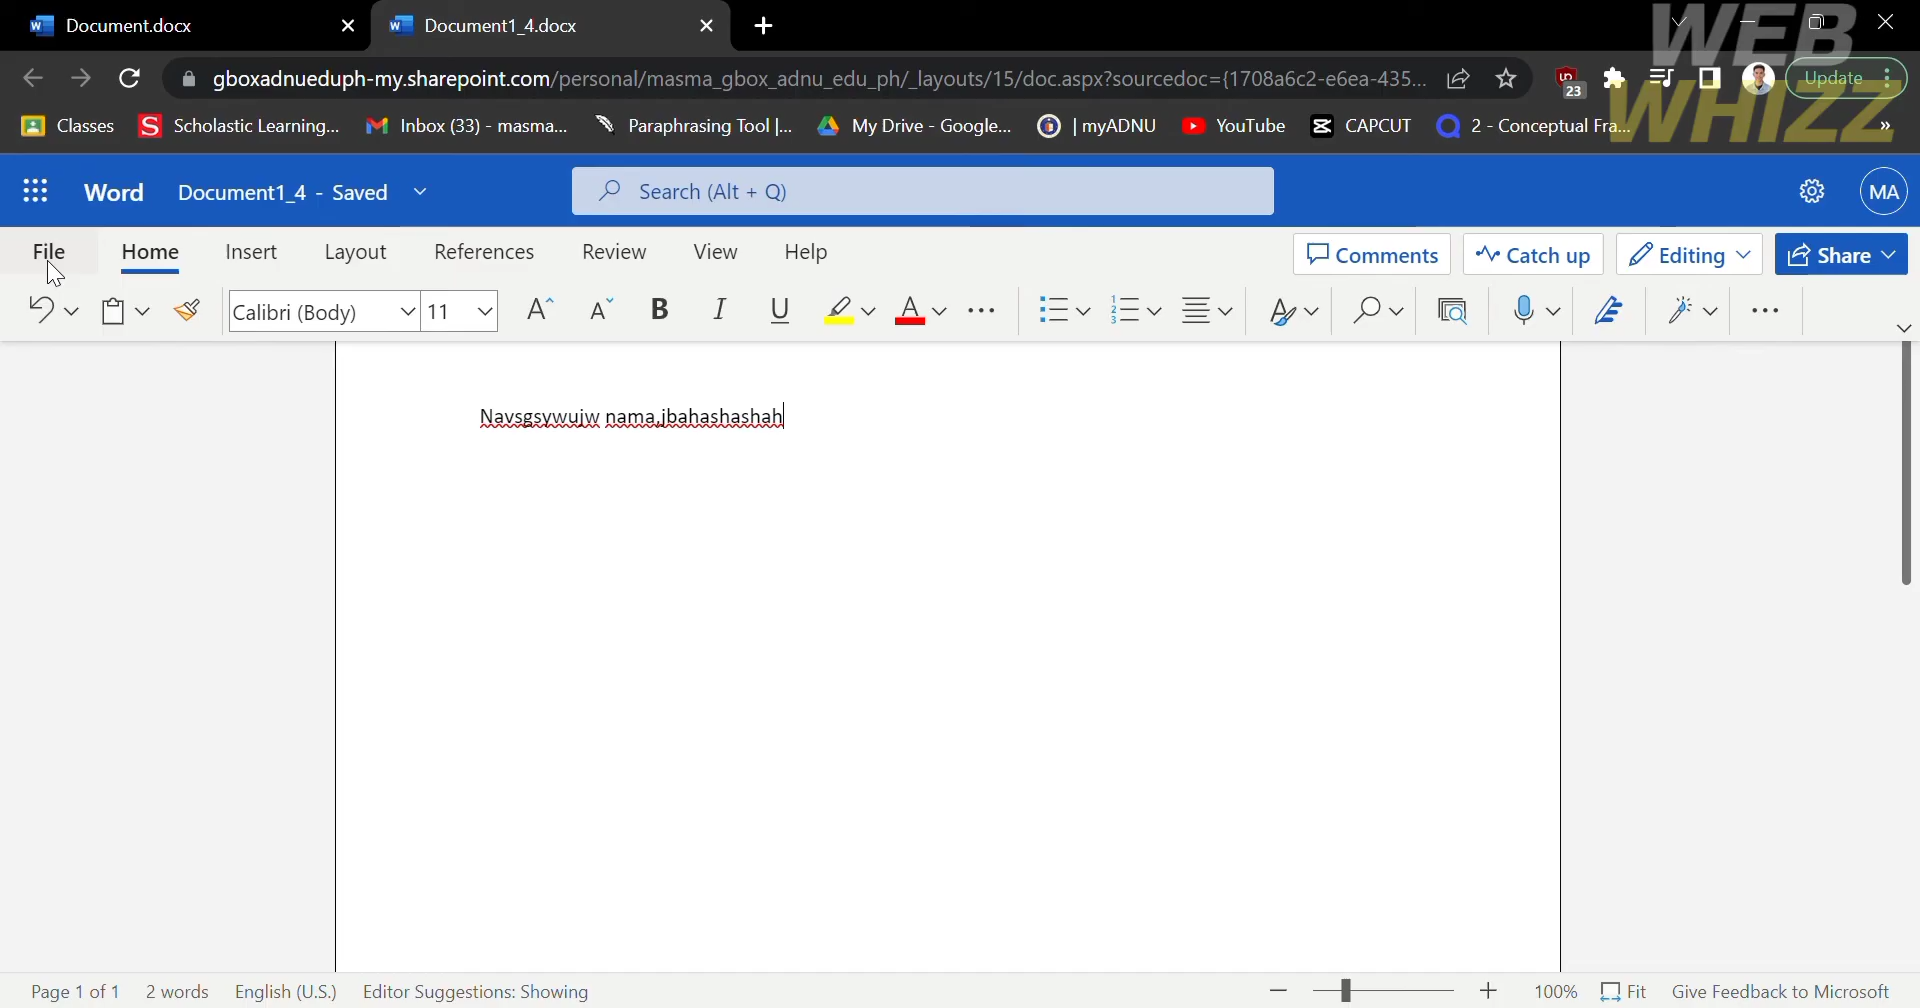 Document.docx
Document1_4.docx
WEB
WHIZZ
gboxadnueduph-my.sharepoint.com/personal/masma_gbox_adnu_edu_ph/_layouts/15/doc.aspx?sourcedoc={1708a6c2-e6ea-435...
23
Update
Classes
Scholastic Learning...
Inbox (33) - masma...
Paraphrasing Tool |...
My Drive - Google...
| myADNU
YouTube
CAPCUT
2 - Conceptual Fra...
Word
Document1_4 - Saved
Search (Alt + Q)
MA
File
Home
Insert
Layout
References
Review
View
Help
Comments
Catch up
Editing
Share
Calibri (Body)
11
Navsgsywujw nama,jbahashashah
Page 1 of 1
2 words
English (U.S.)
Editor Suggestions: Showing
100%
Fit
Give Feedback to Microsoft